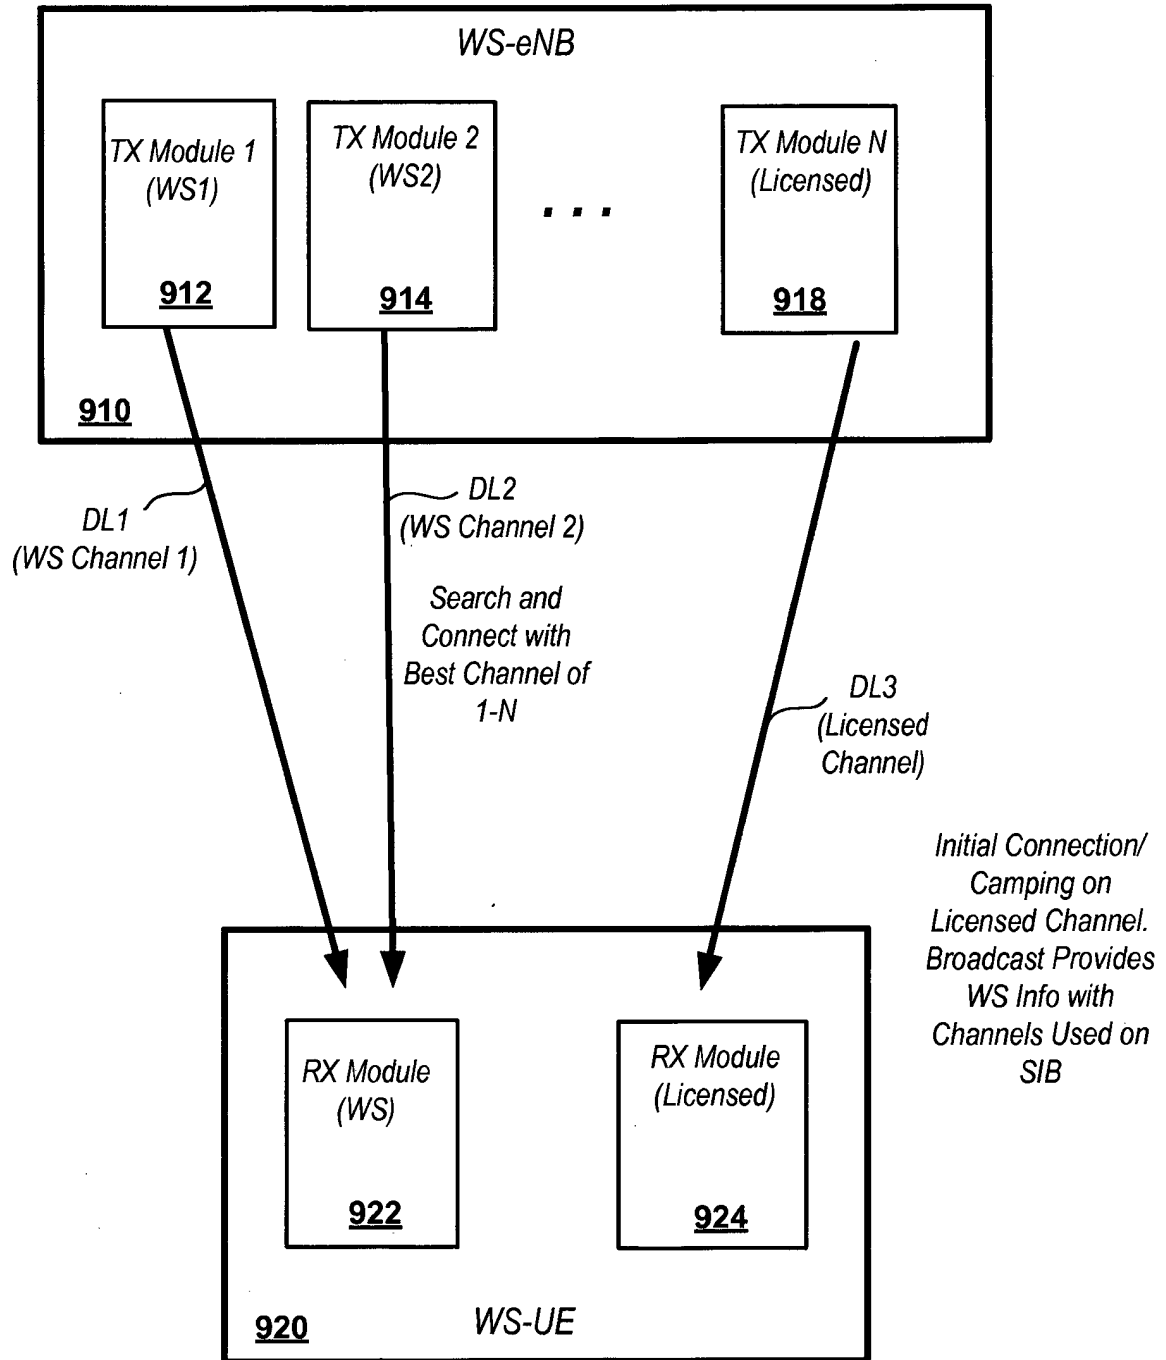 WS-eNB
TX Module 1
(WS1)
912
TX Module 2
(WS2)
914
. . .
TX Module N
(Licensed)
918
910
DL1
(WS Channel 1)
DL2
(WS Channel 2)
Search and
Connect with
Best Channel of
1-N
DL3
(Licensed
Channel)
Initial Connection/
Camping on
Licensed Channel.
Broadcast Provides
WS Info with
Channels Used on
SIB
RX Module
(WS)
922
RX Module
(Licensed)
924
920
WS-UE